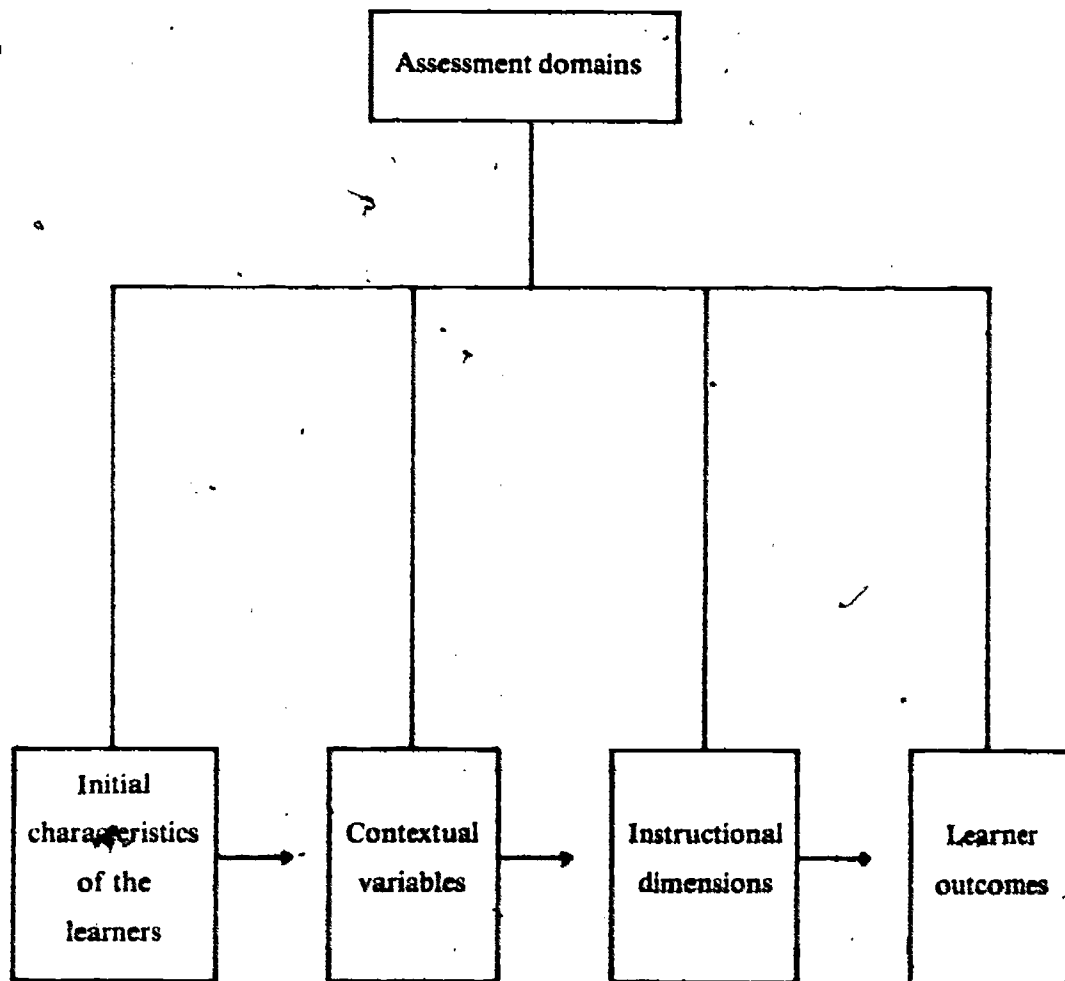 Assessment domains
Initial
characteristics
of the
learners
Contextual
variables
Instructional
dimensions
Learner
outcomes